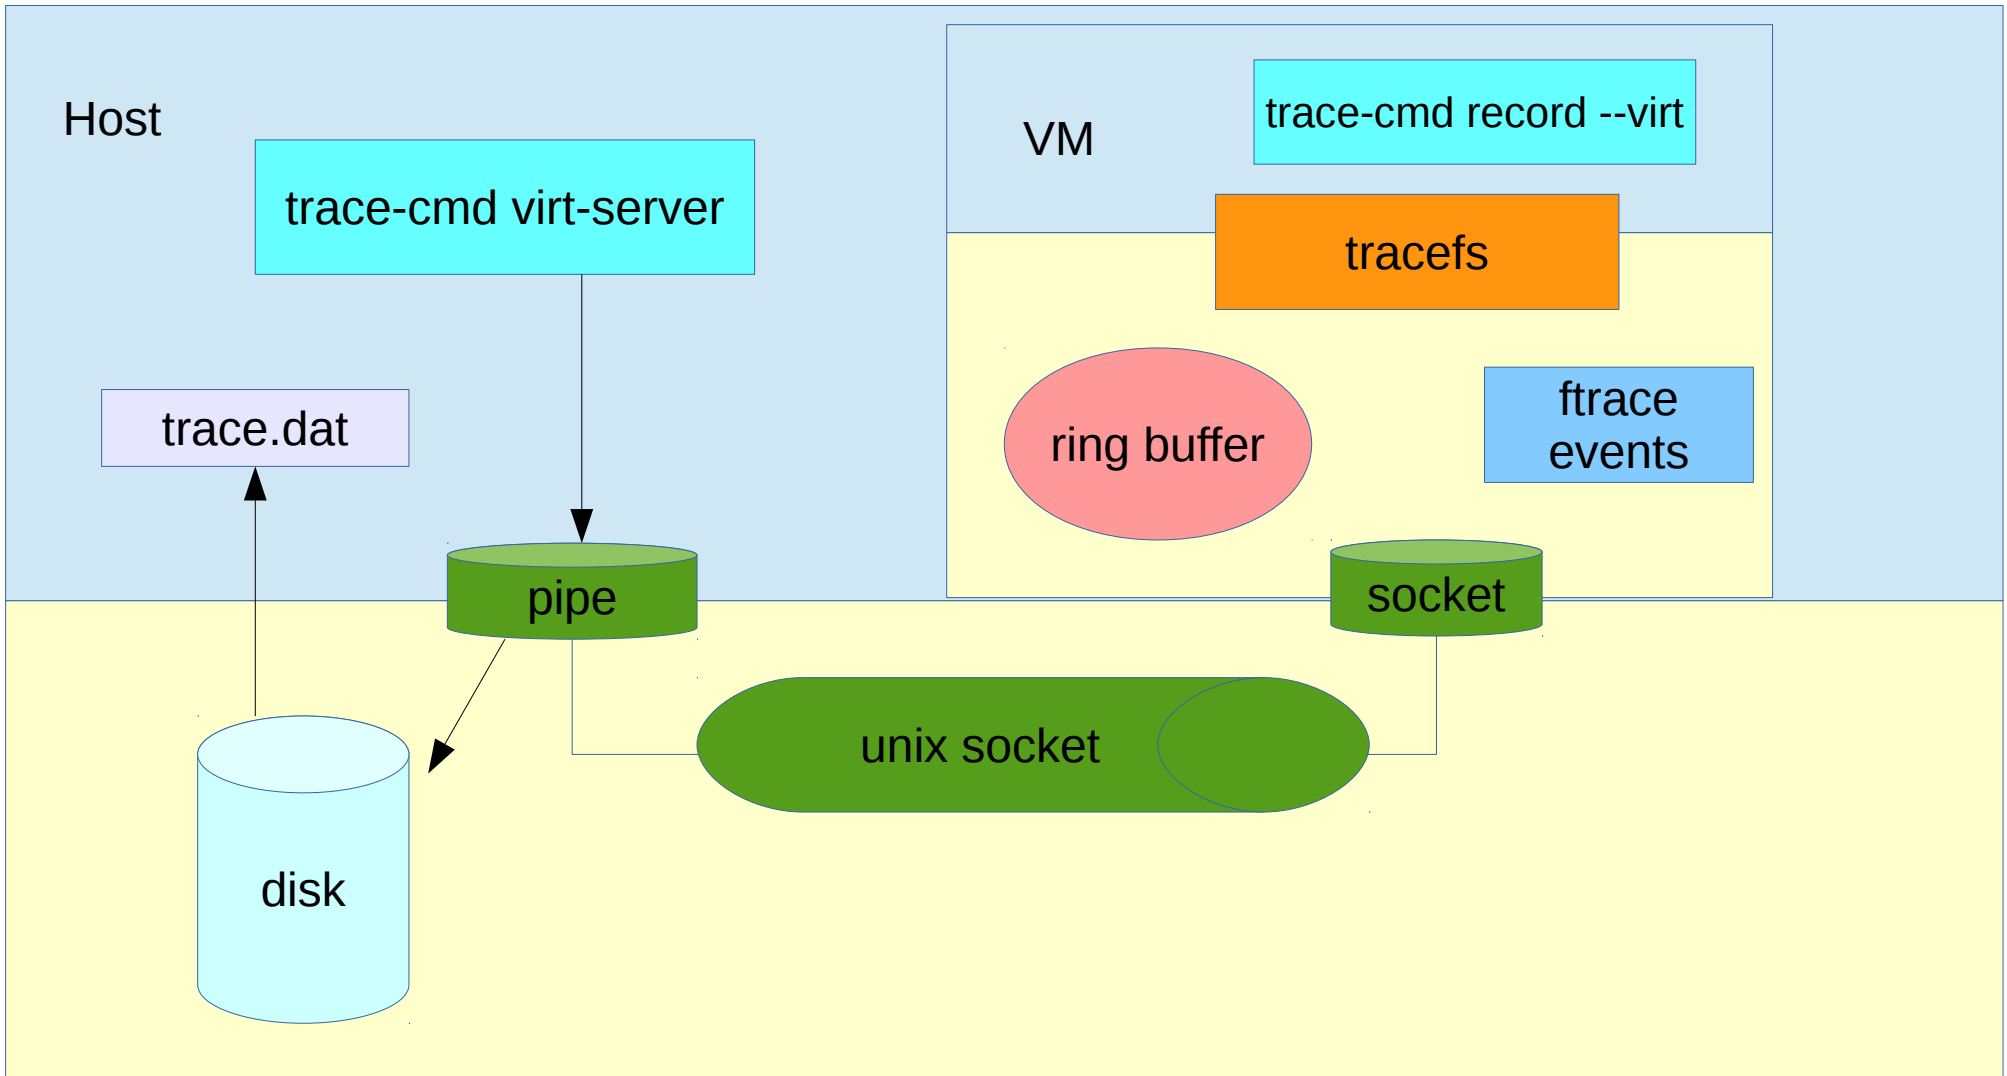 Host
VM
trace-cmd record --virt
trace-cmd virt-server
tracefs
trace.dat
ring buffer
ftrace
events
pipe
socket
unix socket
disk